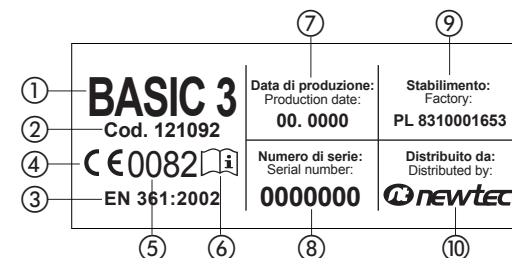 ⑦
⑨
① BASIC 3
② Cod. 121092
④ CE0082
③ EN 361:2002
⑤
⑥
Data di produzione:
Production date:
00. 0000
Numero di serie:
Serial number:
0000000
⑧
Stabilimento:
Factory:
PL 8310001653
Distribuito da:
Distributed by:
newtec
⑩